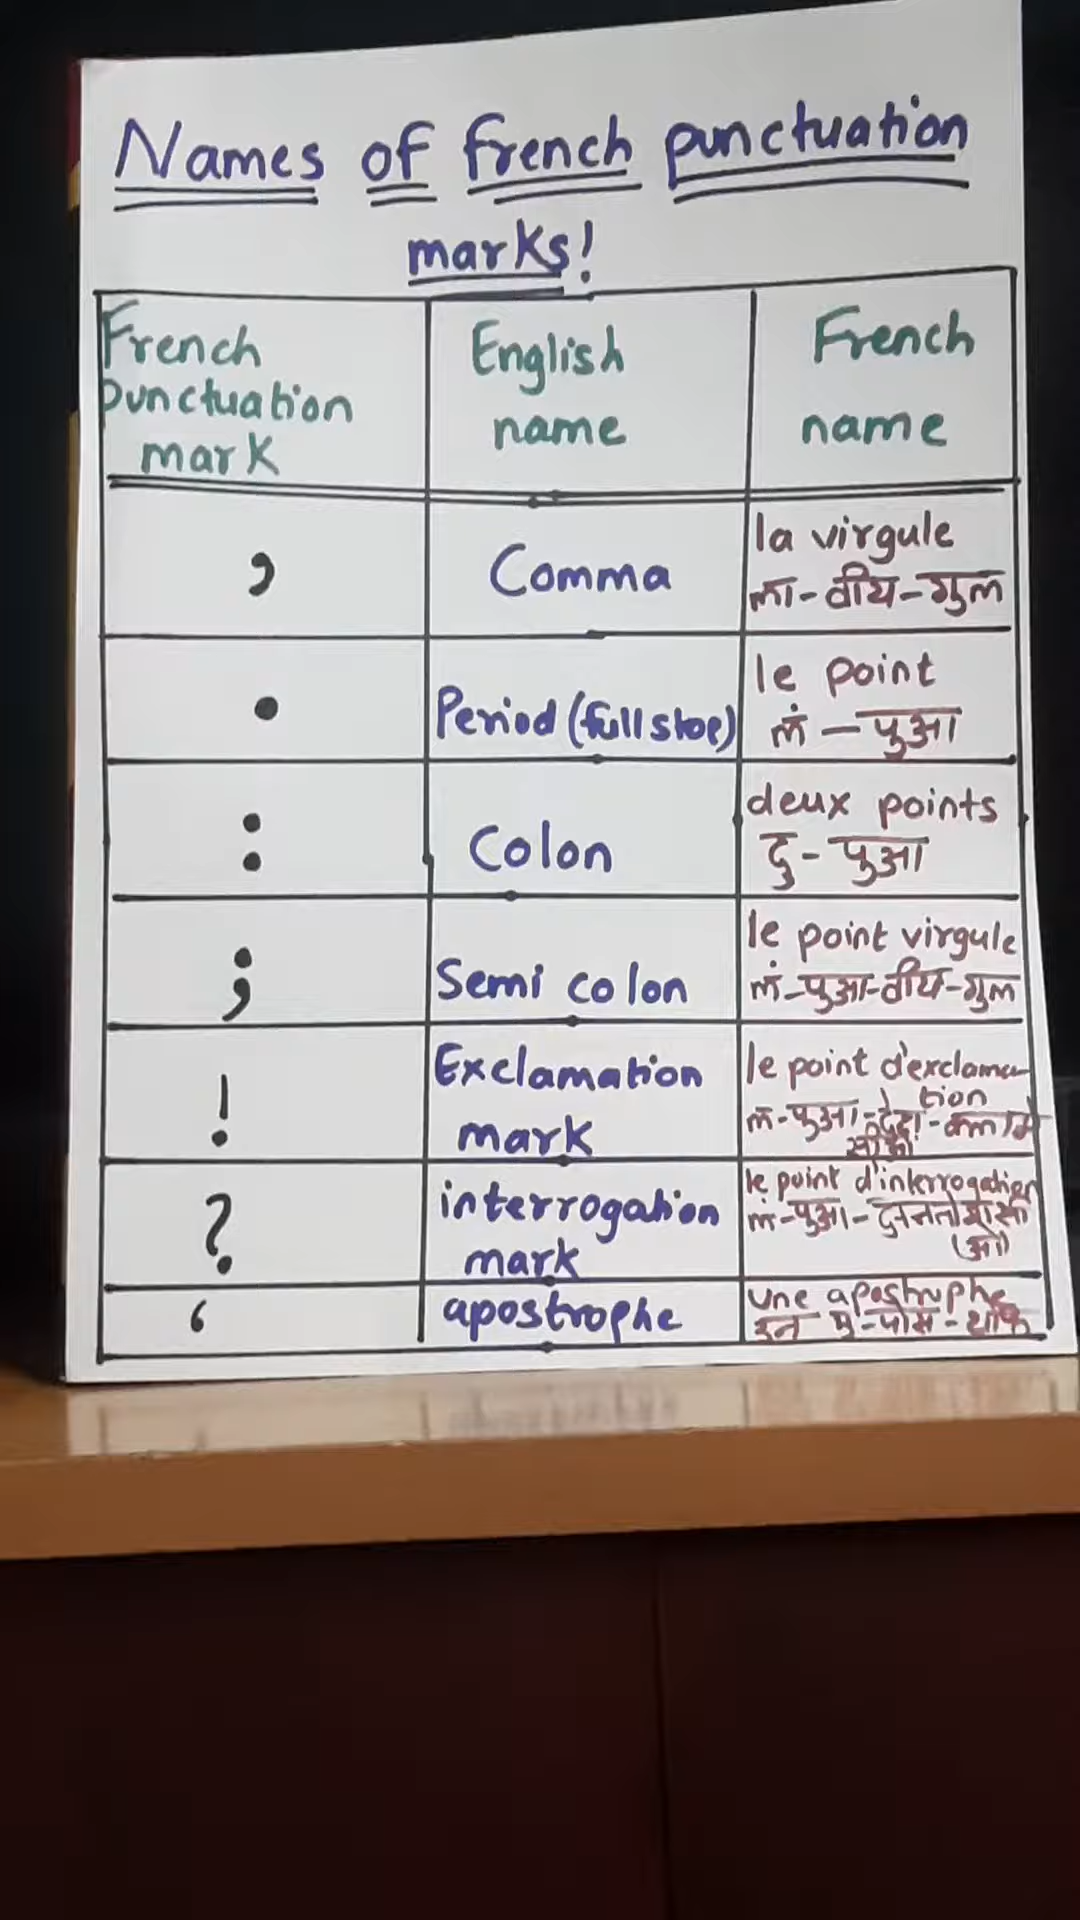 Names of french punctuation
marks!
French
punctuation
mark
English
name
French
name
,
Comma
la virgule
ला-वीय-गुल
.
Period (full stop)
le point
लं - पुआ
:
Colon
deux points
दु - पुआ
;
Semi colon
le point virgule
लं-पुआ-वीय-गुल
!
Exclamation
mark
le point d'exclama
tion
लं-पुआ-
?
interrogation
mark
le point d'interrogation
लं-पुआ-
‘
apostrophe
une apostrophe